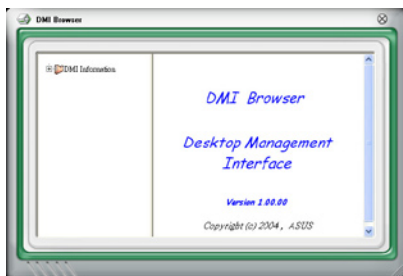 DMI Browser
DMI Information
DMI Browser
Desktop Management
Interface
Version 1.00.00
Copyright (c) 2004, ASUS